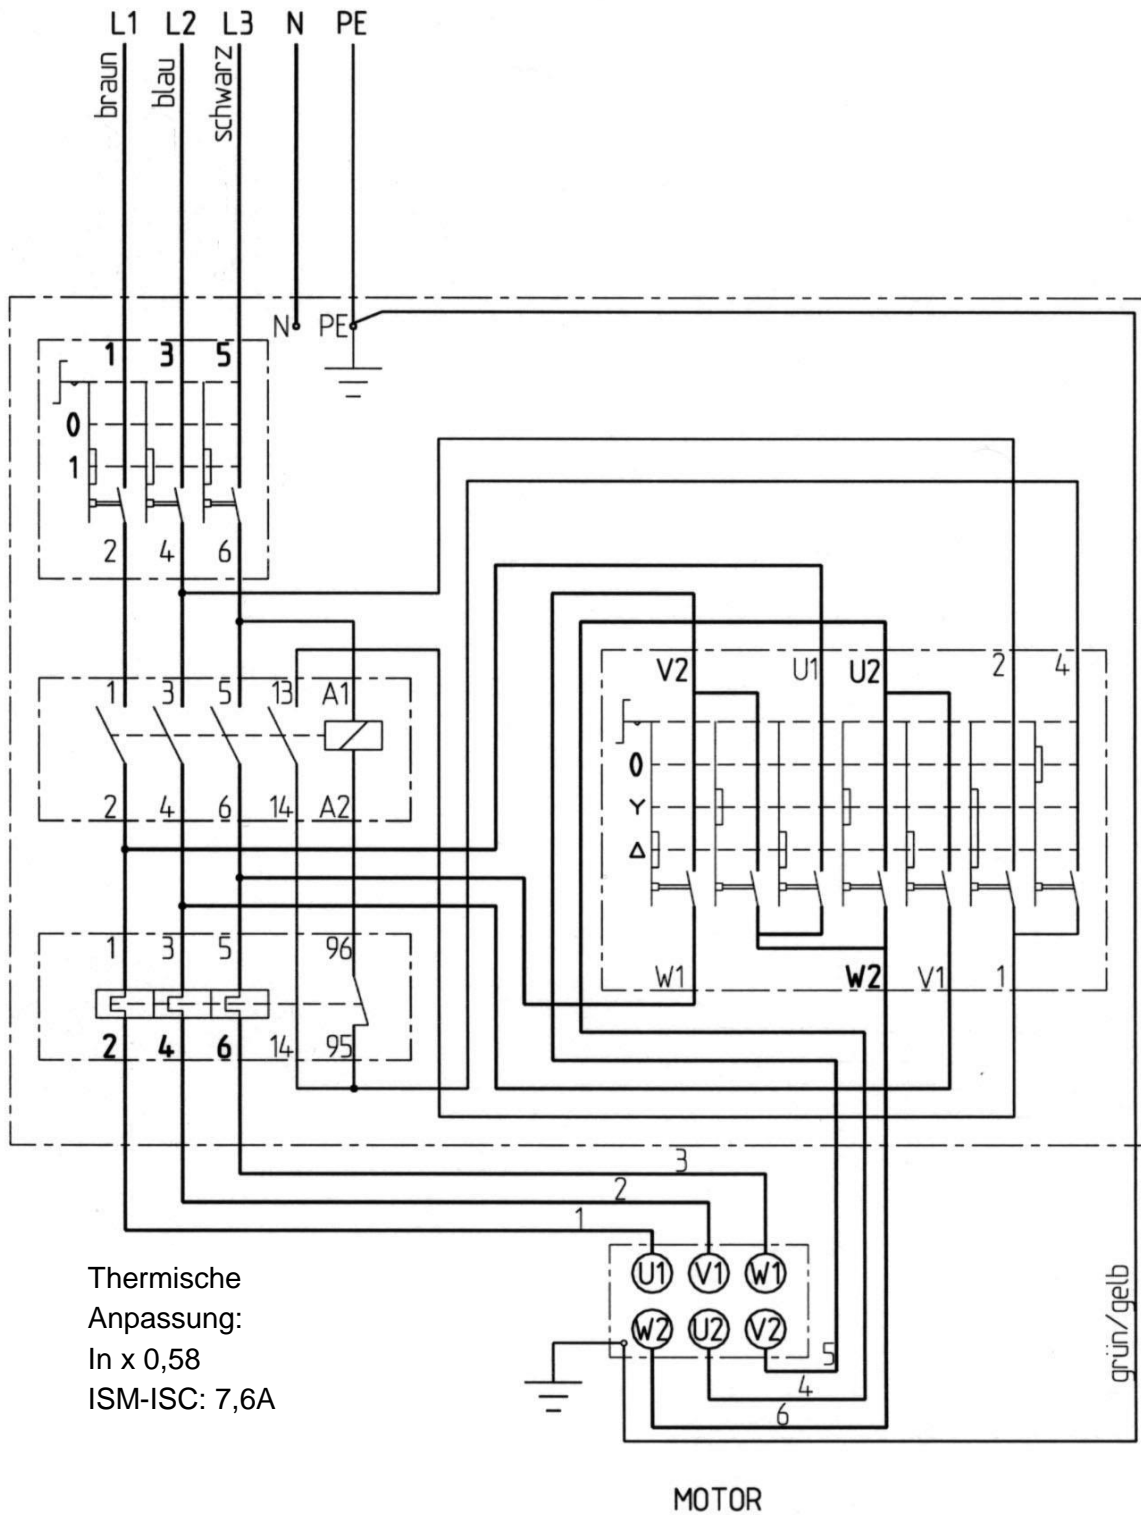 L1 L2 L3 N PE
braun
blau
schwarz
N PE
1 3 5
0
1
2 4 6
V2 U1 U2 2 4
1 3 5 13 A1
0
Y
Δ
2 4 6 14 A2
1 3 5 96
W1 W2 V1 1
2 4 6 14 95
3
2
1
U1 V1 W1
W2 U2 V2
5
4
6
grün/gelb
Thermische
Anpassung:
In x 0,58
ISM-ISC: 7,6A
MOTOR